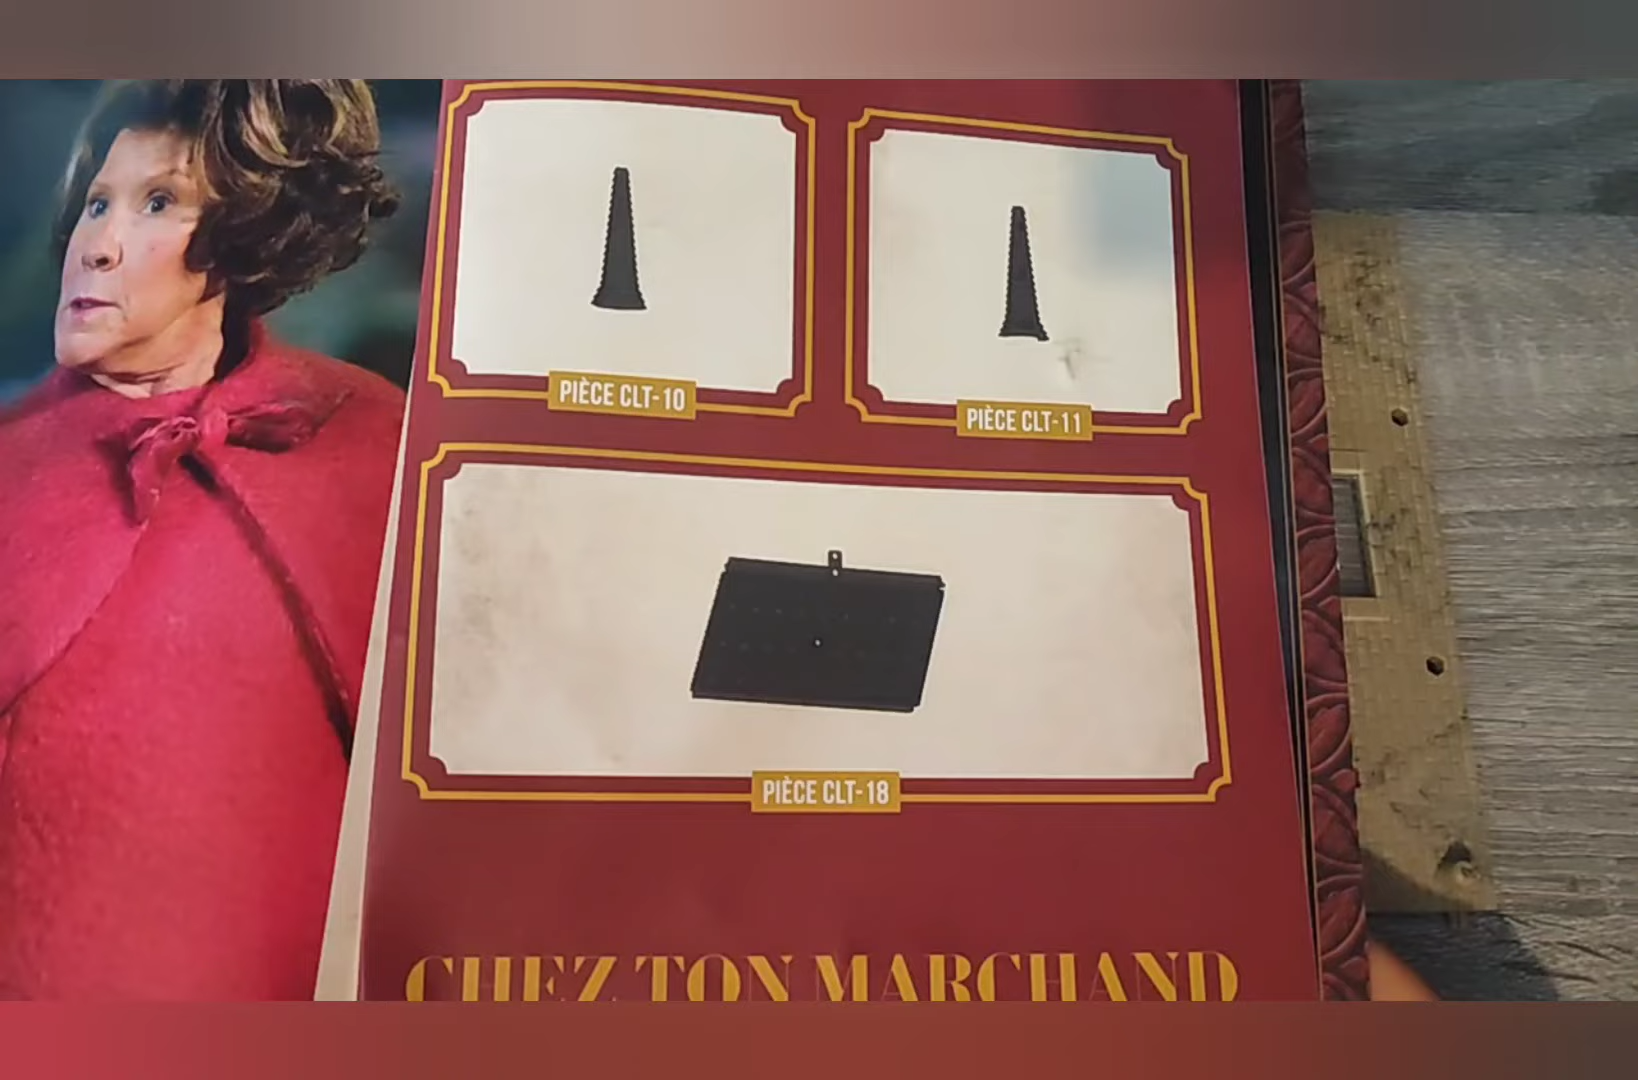 PIÈCE CLT-10
PIÈCE CLT-11
PIÈCE CLT-18
CHEZ TON MARCHAND